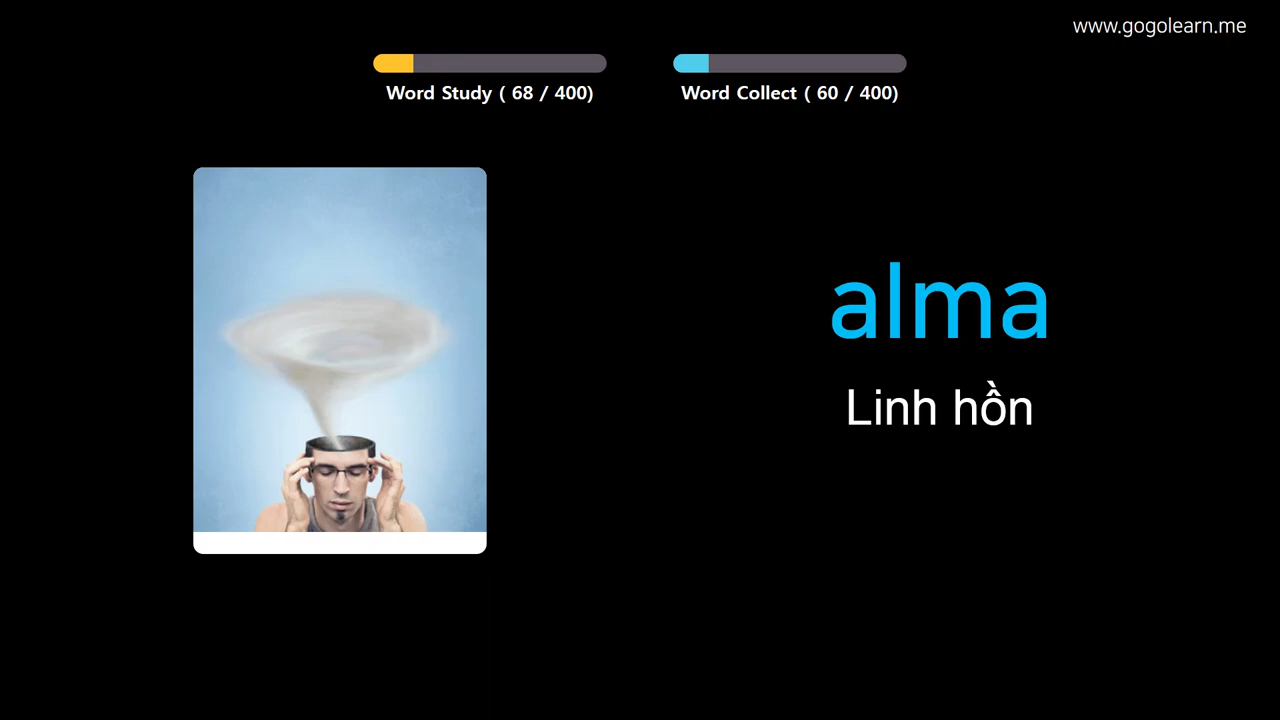 www.gogolearn.me
Word Study ( 68 / 400)
Word Collect ( 60 / 400)
alma
Linh hồn